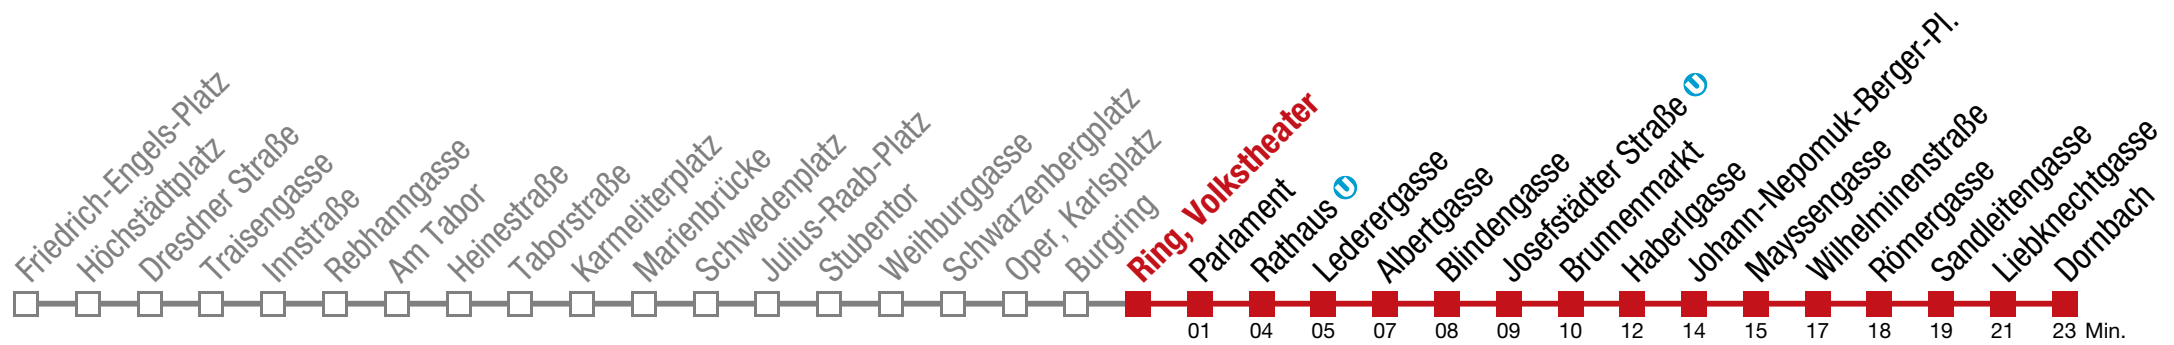 Friedrich-Engels-Platz
Höchstädtplatz
Dresdner Straße
Traisengasse
Innstraße
Rebhanngasse
Am Tabor
Heinestraße
Taborstraße
Karmeliterplatz
Marienbrücke
Schwedenplatz
Julius-Raab-Platz
Stubentor
Weihburggasse
Schwarzenbergplatz
Oper, Karlsplatz
Burgring
Ring, Volkstheater
Parlament
Rathaus U
Lederergasse
Albertgasse
Blindengasse
Josefstädter Straße U
Brunnenmarkt
Haberlgasse
Johann-Nepomuk-Berger-Pl.
Mayssengasse
Wilhelminenstraße
Römergasse
Sandleitengasse
Liebknechtgasse
Dornbach
01 04 05 07 08 09 10 12 14 15 17 18 19 21 23 Min.